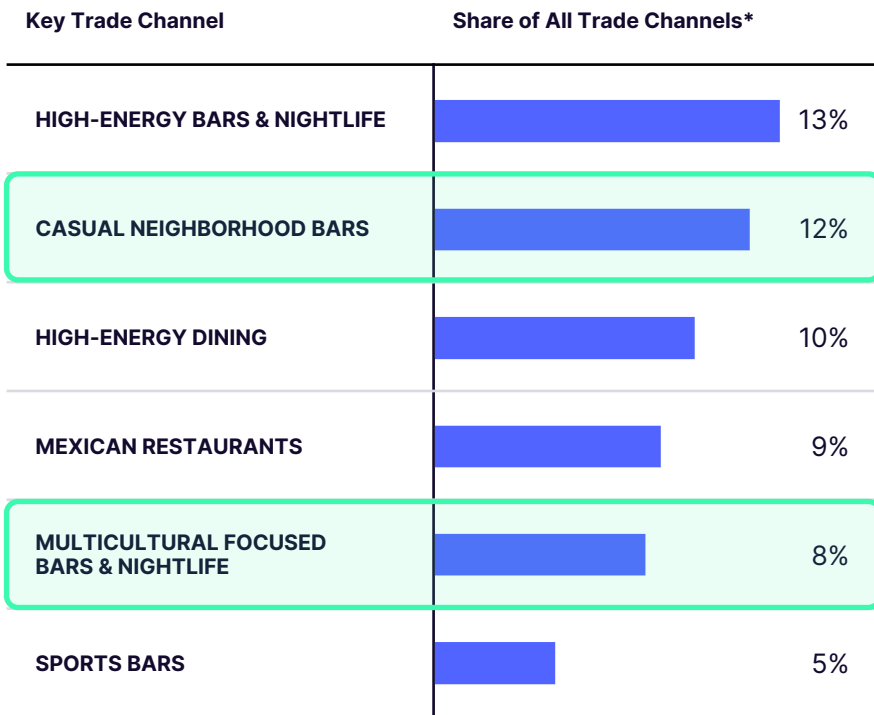 Key Trade Channel
Share of All Trade Channels*
HIGH-ENERGY BARS & NIGHTLIFE
13%
CASUAL NEIGHBORHOOD BARS
12%
HIGH-ENERGY DINING
10%
MEXICAN RESTAURANTS
9%
MULTICULTURAL FOCUSED
BARS & NIGHTLIFE
8%
SPORTS BARS
5%